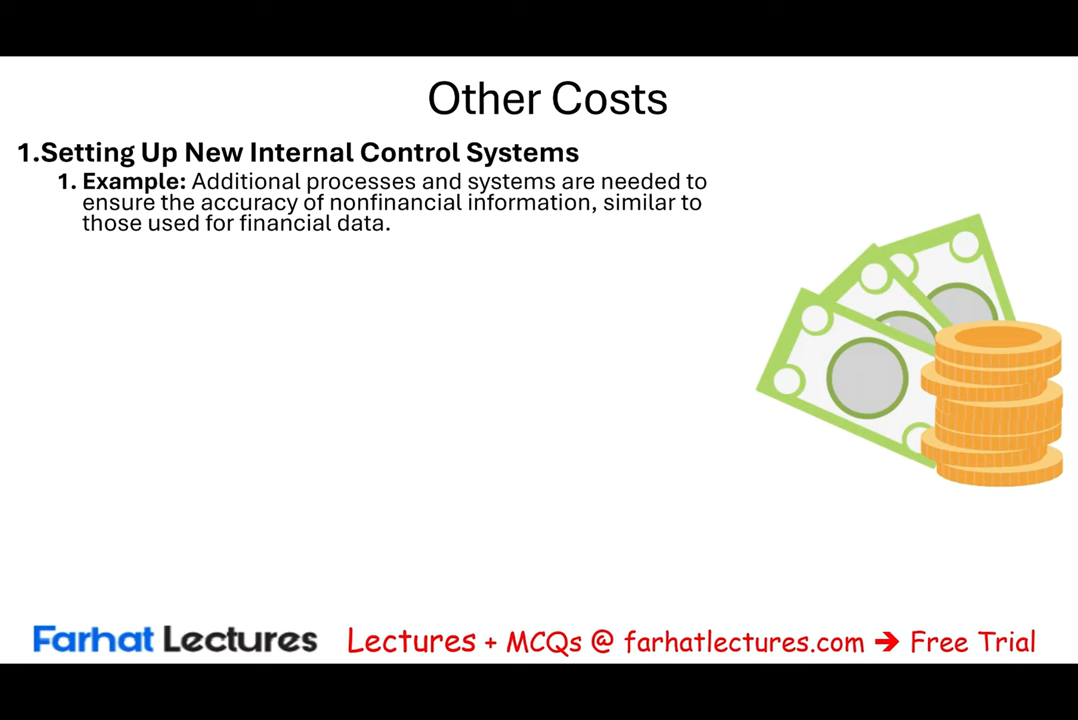 Other Costs
1.Setting Up New Internal Control Systems
1. Example: Additional processes and systems are needed to
ensure the accuracy of nonfinancial information, similar to
those used for financial data.
Farhat Lectures Lectures + MCQs @ farhatlectures.com → Free Trial